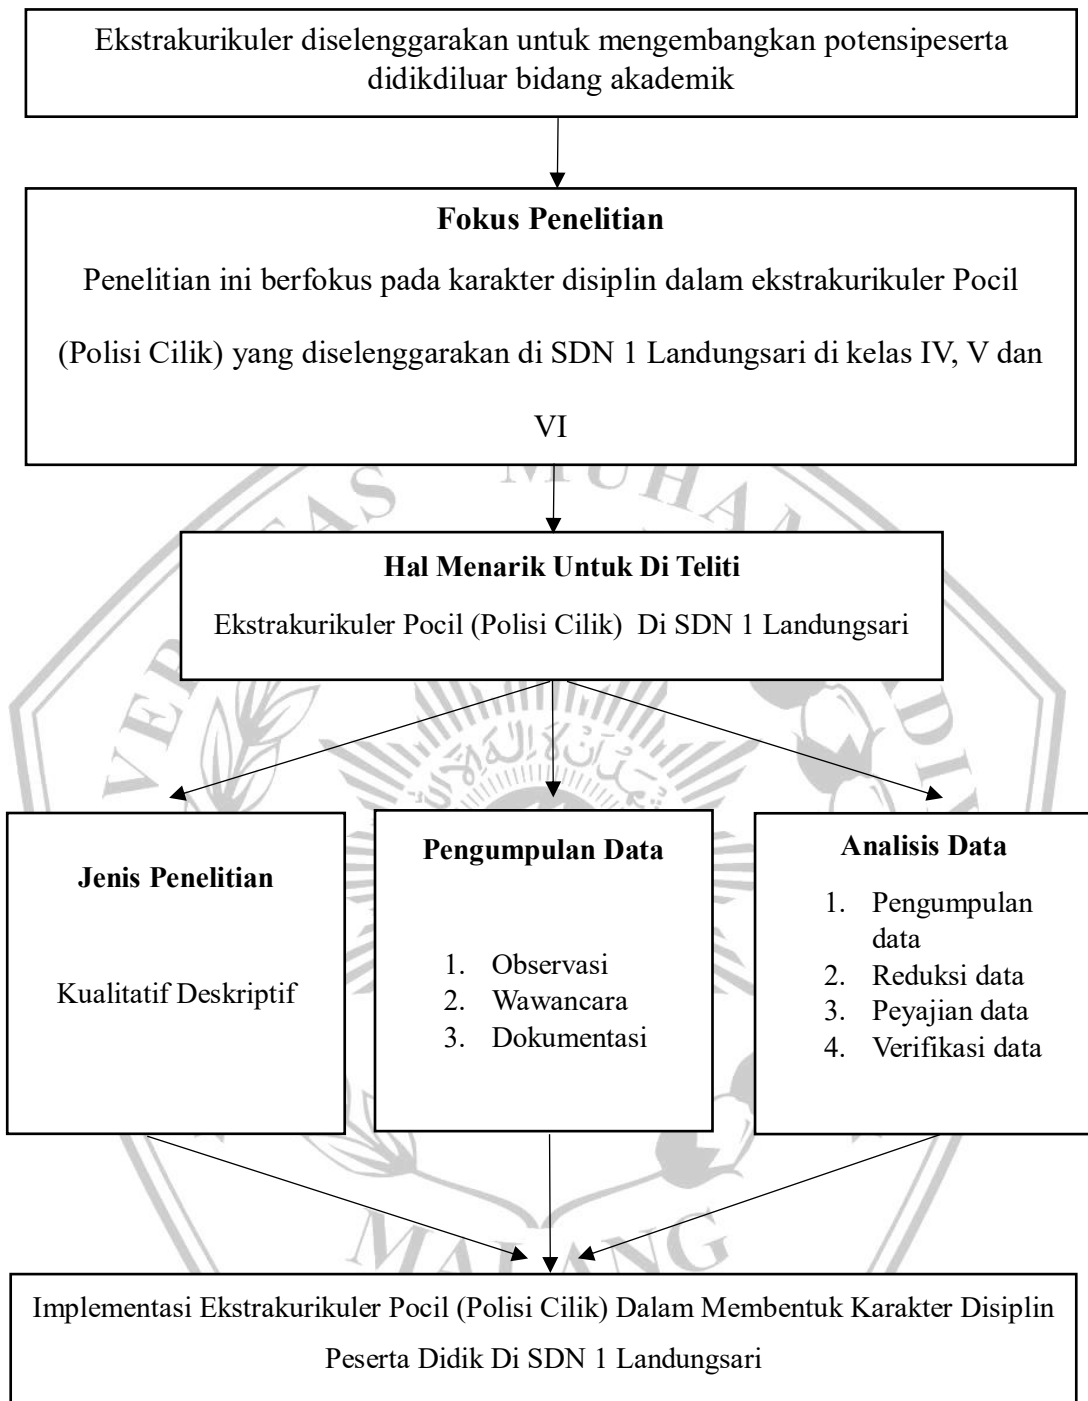 Ekstrakurikuler diselenggarakan untuk mengembangkan potensipeserta
didikdiluar bidang akademik
Fokus Penelitian
Penelitian ini berfokus pada karakter disiplin dalam ekstrakurikuler Pocil
(Polisi Cilik) yang diselenggarakan di SDN 1 Landungsari di kelas IV, V dan
VI
Hal Menarik Untuk Di Teliti
Ekstrakurikuler Pocil (Polisi Cilik) Di SDN 1 Landungsari
Jenis Penelitian
Kualitatif Deskriptif
Pengumpulan Data
1. Observasi
2. Wawancara
3. Dokumentasi
Analisis Data
1. Pengumpulan
data
2. Reduksi data
3. Peyajian data
4. Verifikasi data
MALANG
Implementasi Ekstrakurikuler Pocil (Polisi Cilik) Dalam Membentuk Karakter Disiplin
Peserta Didik Di SDN 1 Landungsari